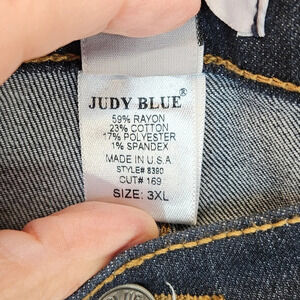 JUDY BLUE®
59% RAYON
23% COTTON
17% POLYESTER
1% SPANDEX
MADE IN U.S.A
STYLE# 8390
CUT# 169
SIZE: 3XL